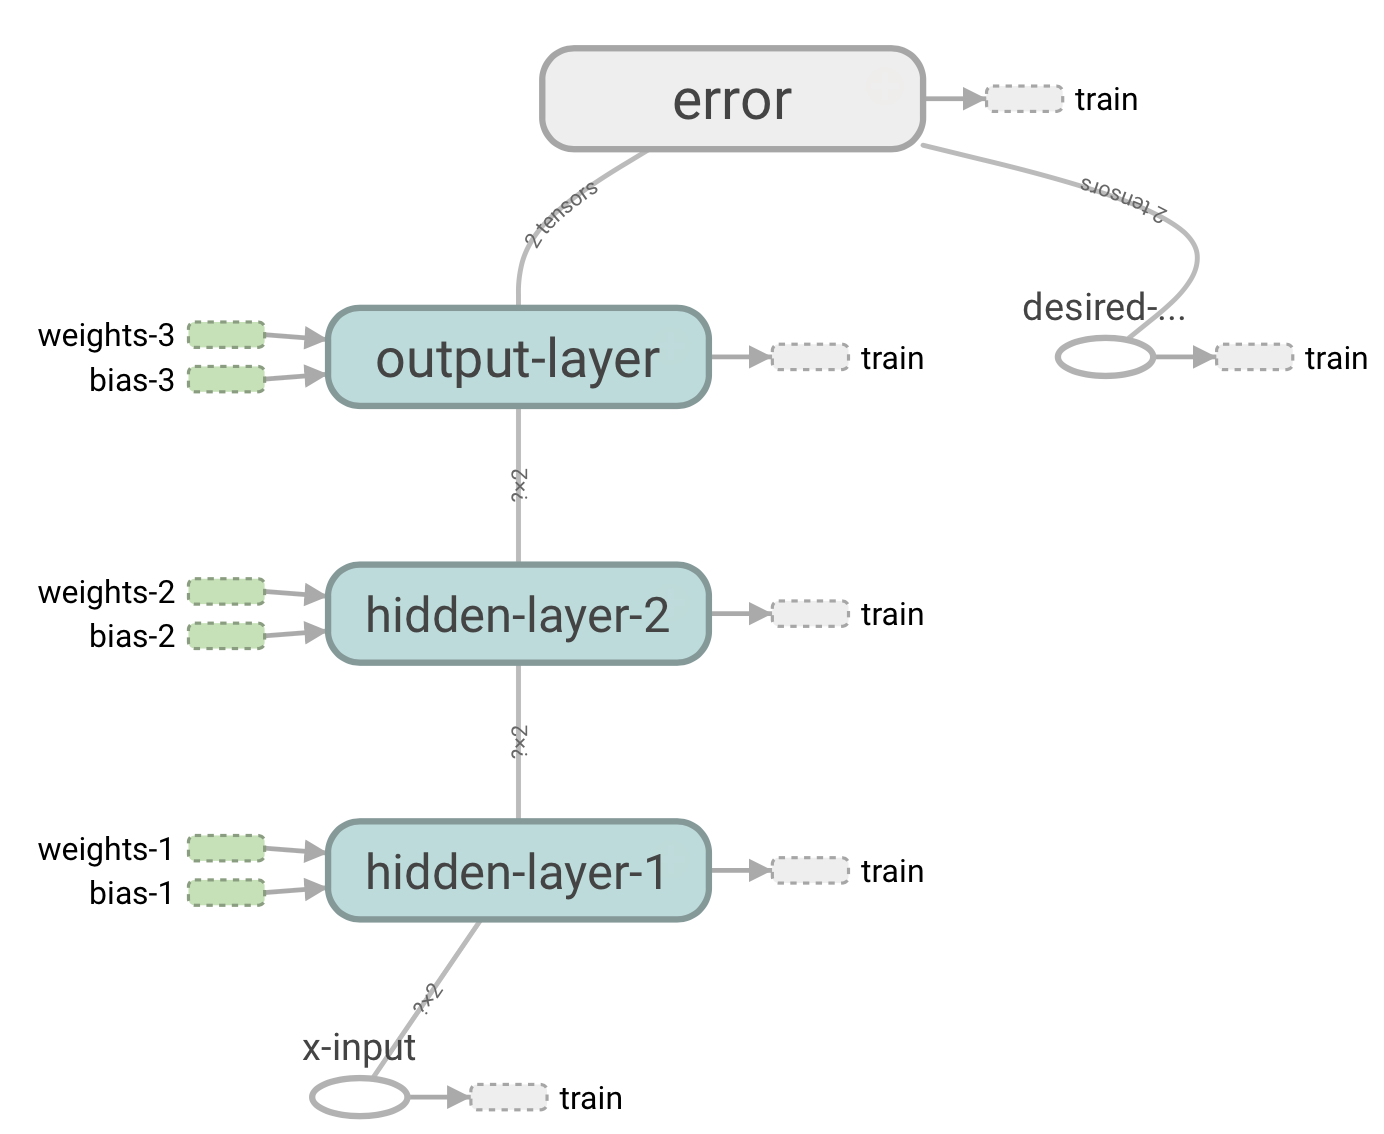 error
train
2 tensors
2 tensors
desired-...
weights-3
bias-3
output-layer
train
train
?×2
weights-2
bias-2
hidden-layer-2
train
?×2
weights-1
bias-1
hidden-layer-1
train
?×2
x-input
train